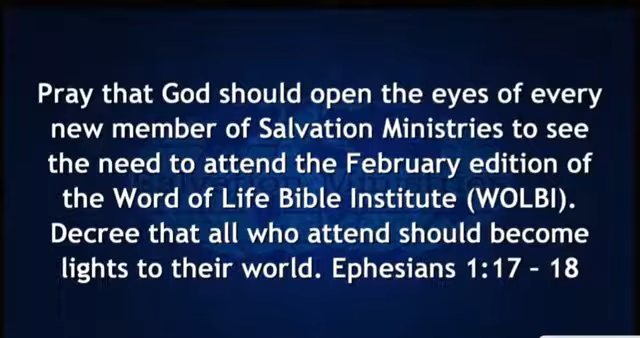 Pray that God should open the eyes of every
new member of Salvation Ministries to see
the need to attend the February edition of
the Word of Life Bible Institute (WOLBI).
Decree that all who attend should become
lights to their world. Ephesians 1:17 – 18